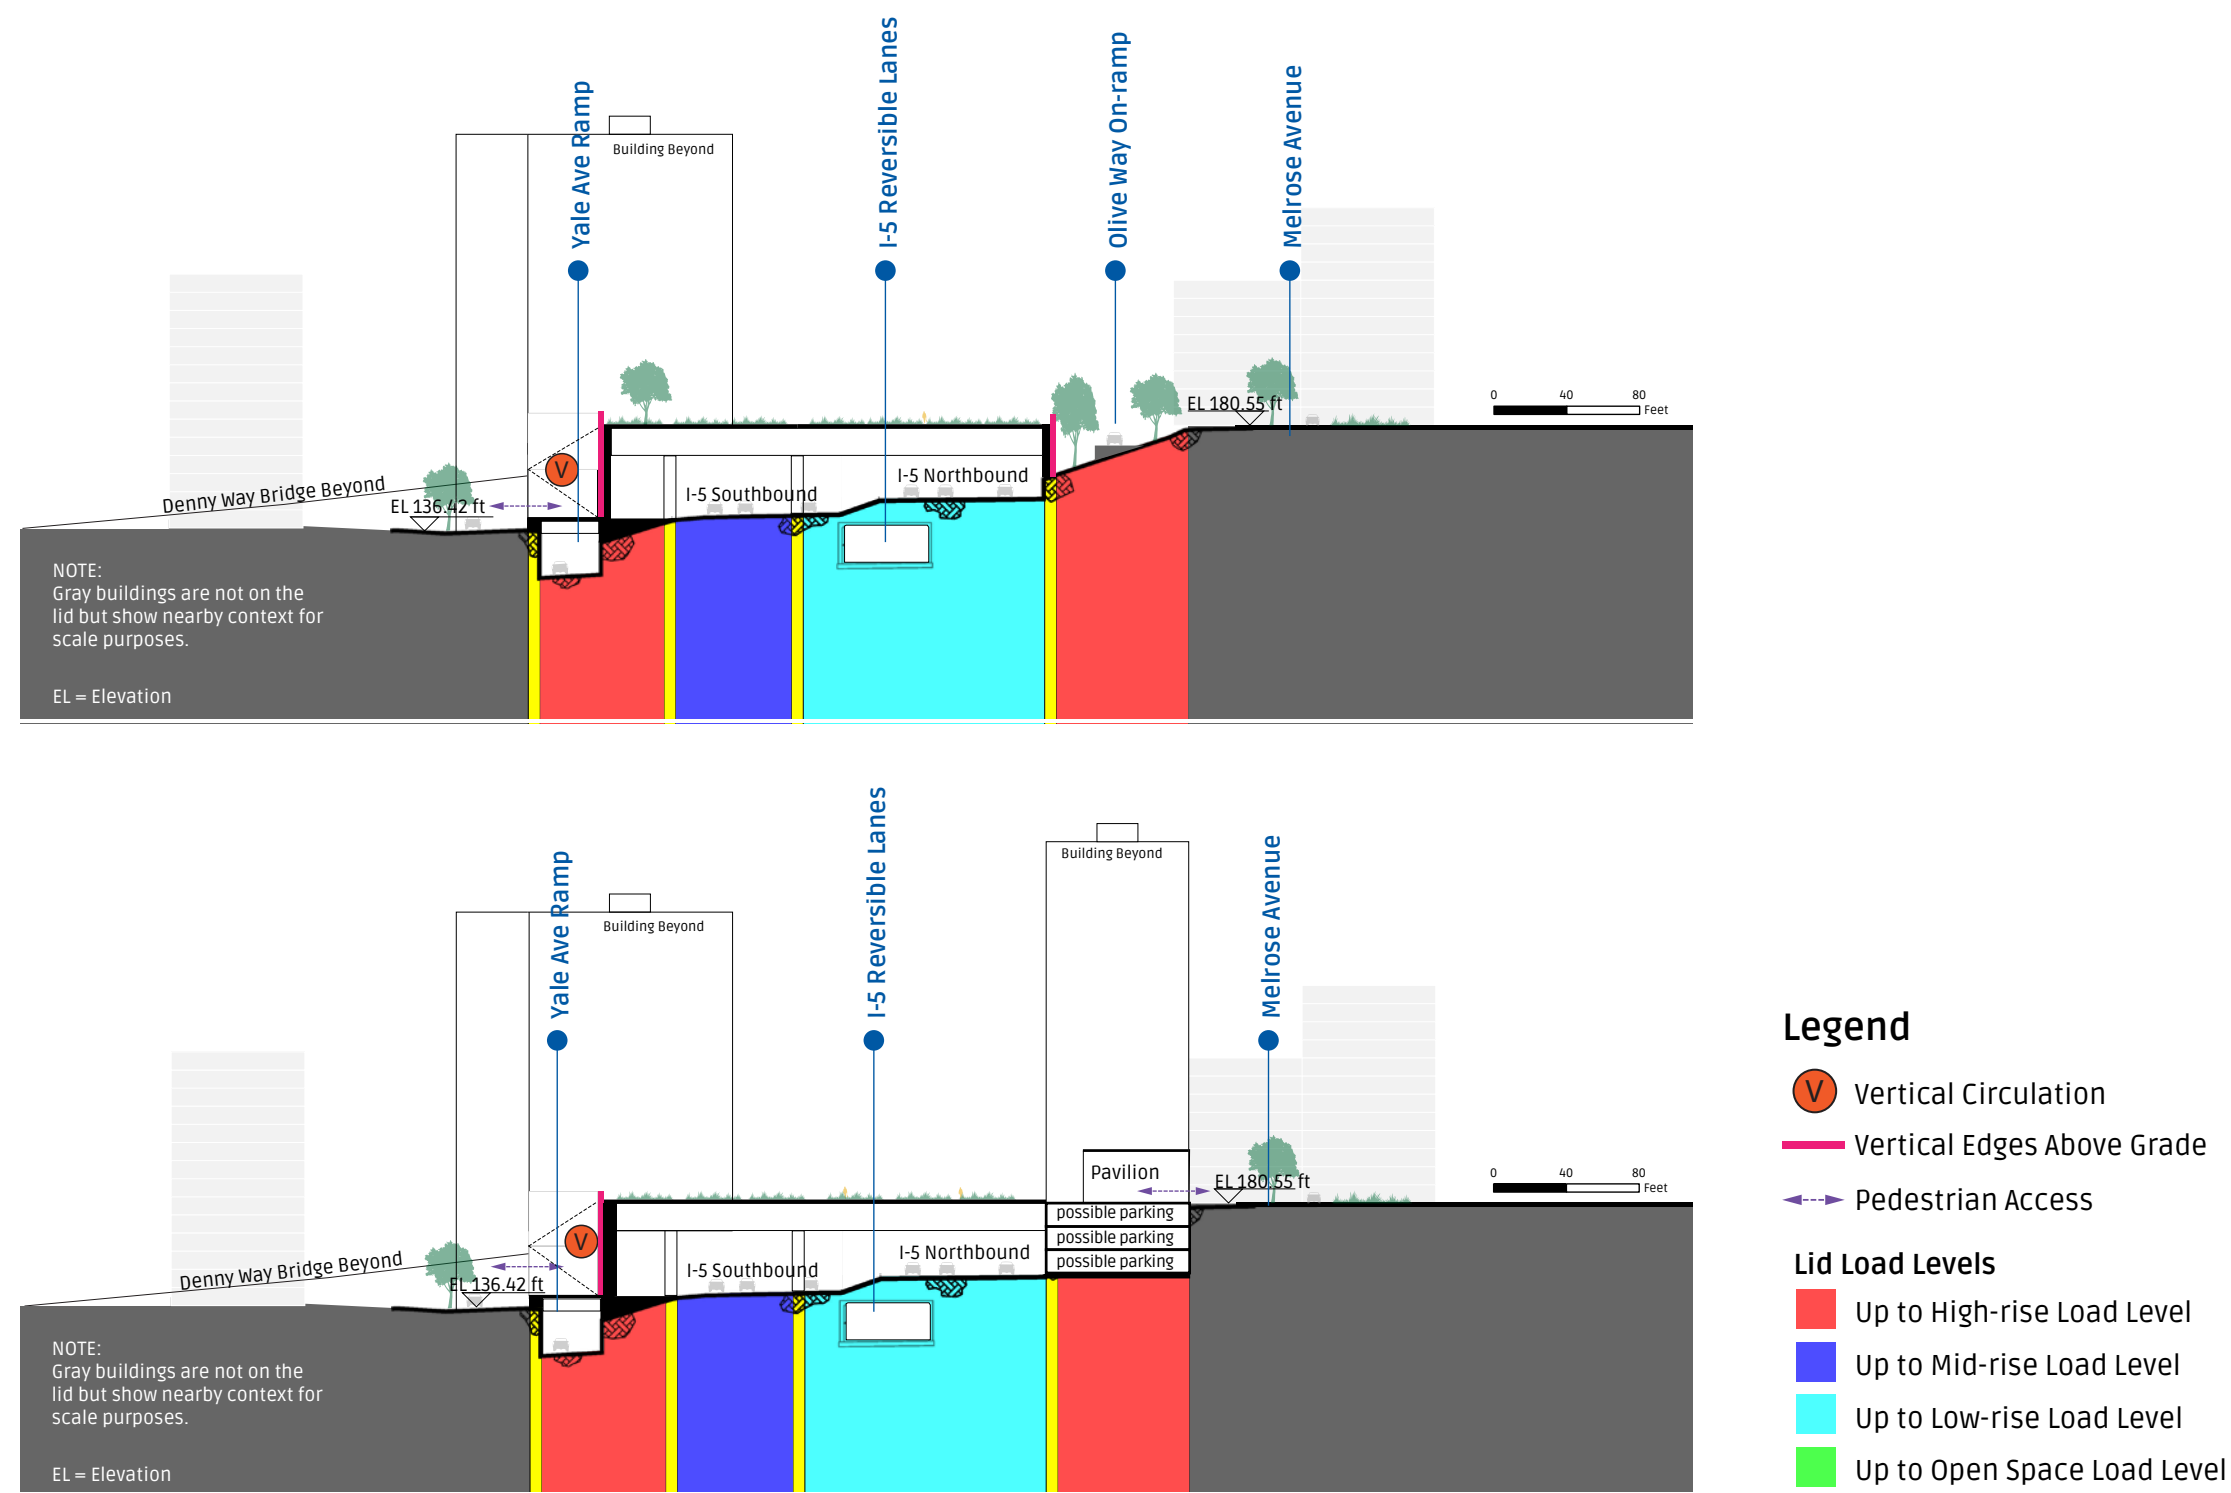 Yale Ave Ramp
I-5 Reversible Lanes
Olive Way On-ramp
Melrose Avenue
Building Beyond
0 40 80
Feet
EL 180.55 ft
Denny Way Bridge Beyond
V
EL 136.42 ft
I-5 Southbound
I-5 Northbound
NOTE:
Gray buildings are not on the
lid but show nearby context for
scale purposes.
EL = Elevation
Yale Ave Ramp
I-5 Reversible Lanes
Melrose Avenue
Building Beyond
Building Beyond
Pavilion
0 40 80
Feet
EL 180.55 ft
possible parking
possible parking
possible parking
Denny Way Bridge Beyond
V
EL 136.42 ft
I-5 Southbound
I-5 Northbound
NOTE:
Gray buildings are not on the
lid but show nearby context for
scale purposes.
EL = Elevation
Legend
V Vertical Circulation
Vertical Edges Above Grade
Pedestrian Access
Lid Load Levels
Up to High-rise Load Level
Up to Mid-rise Load Level
Up to Low-rise Load Level
Up to Open Space Load Level